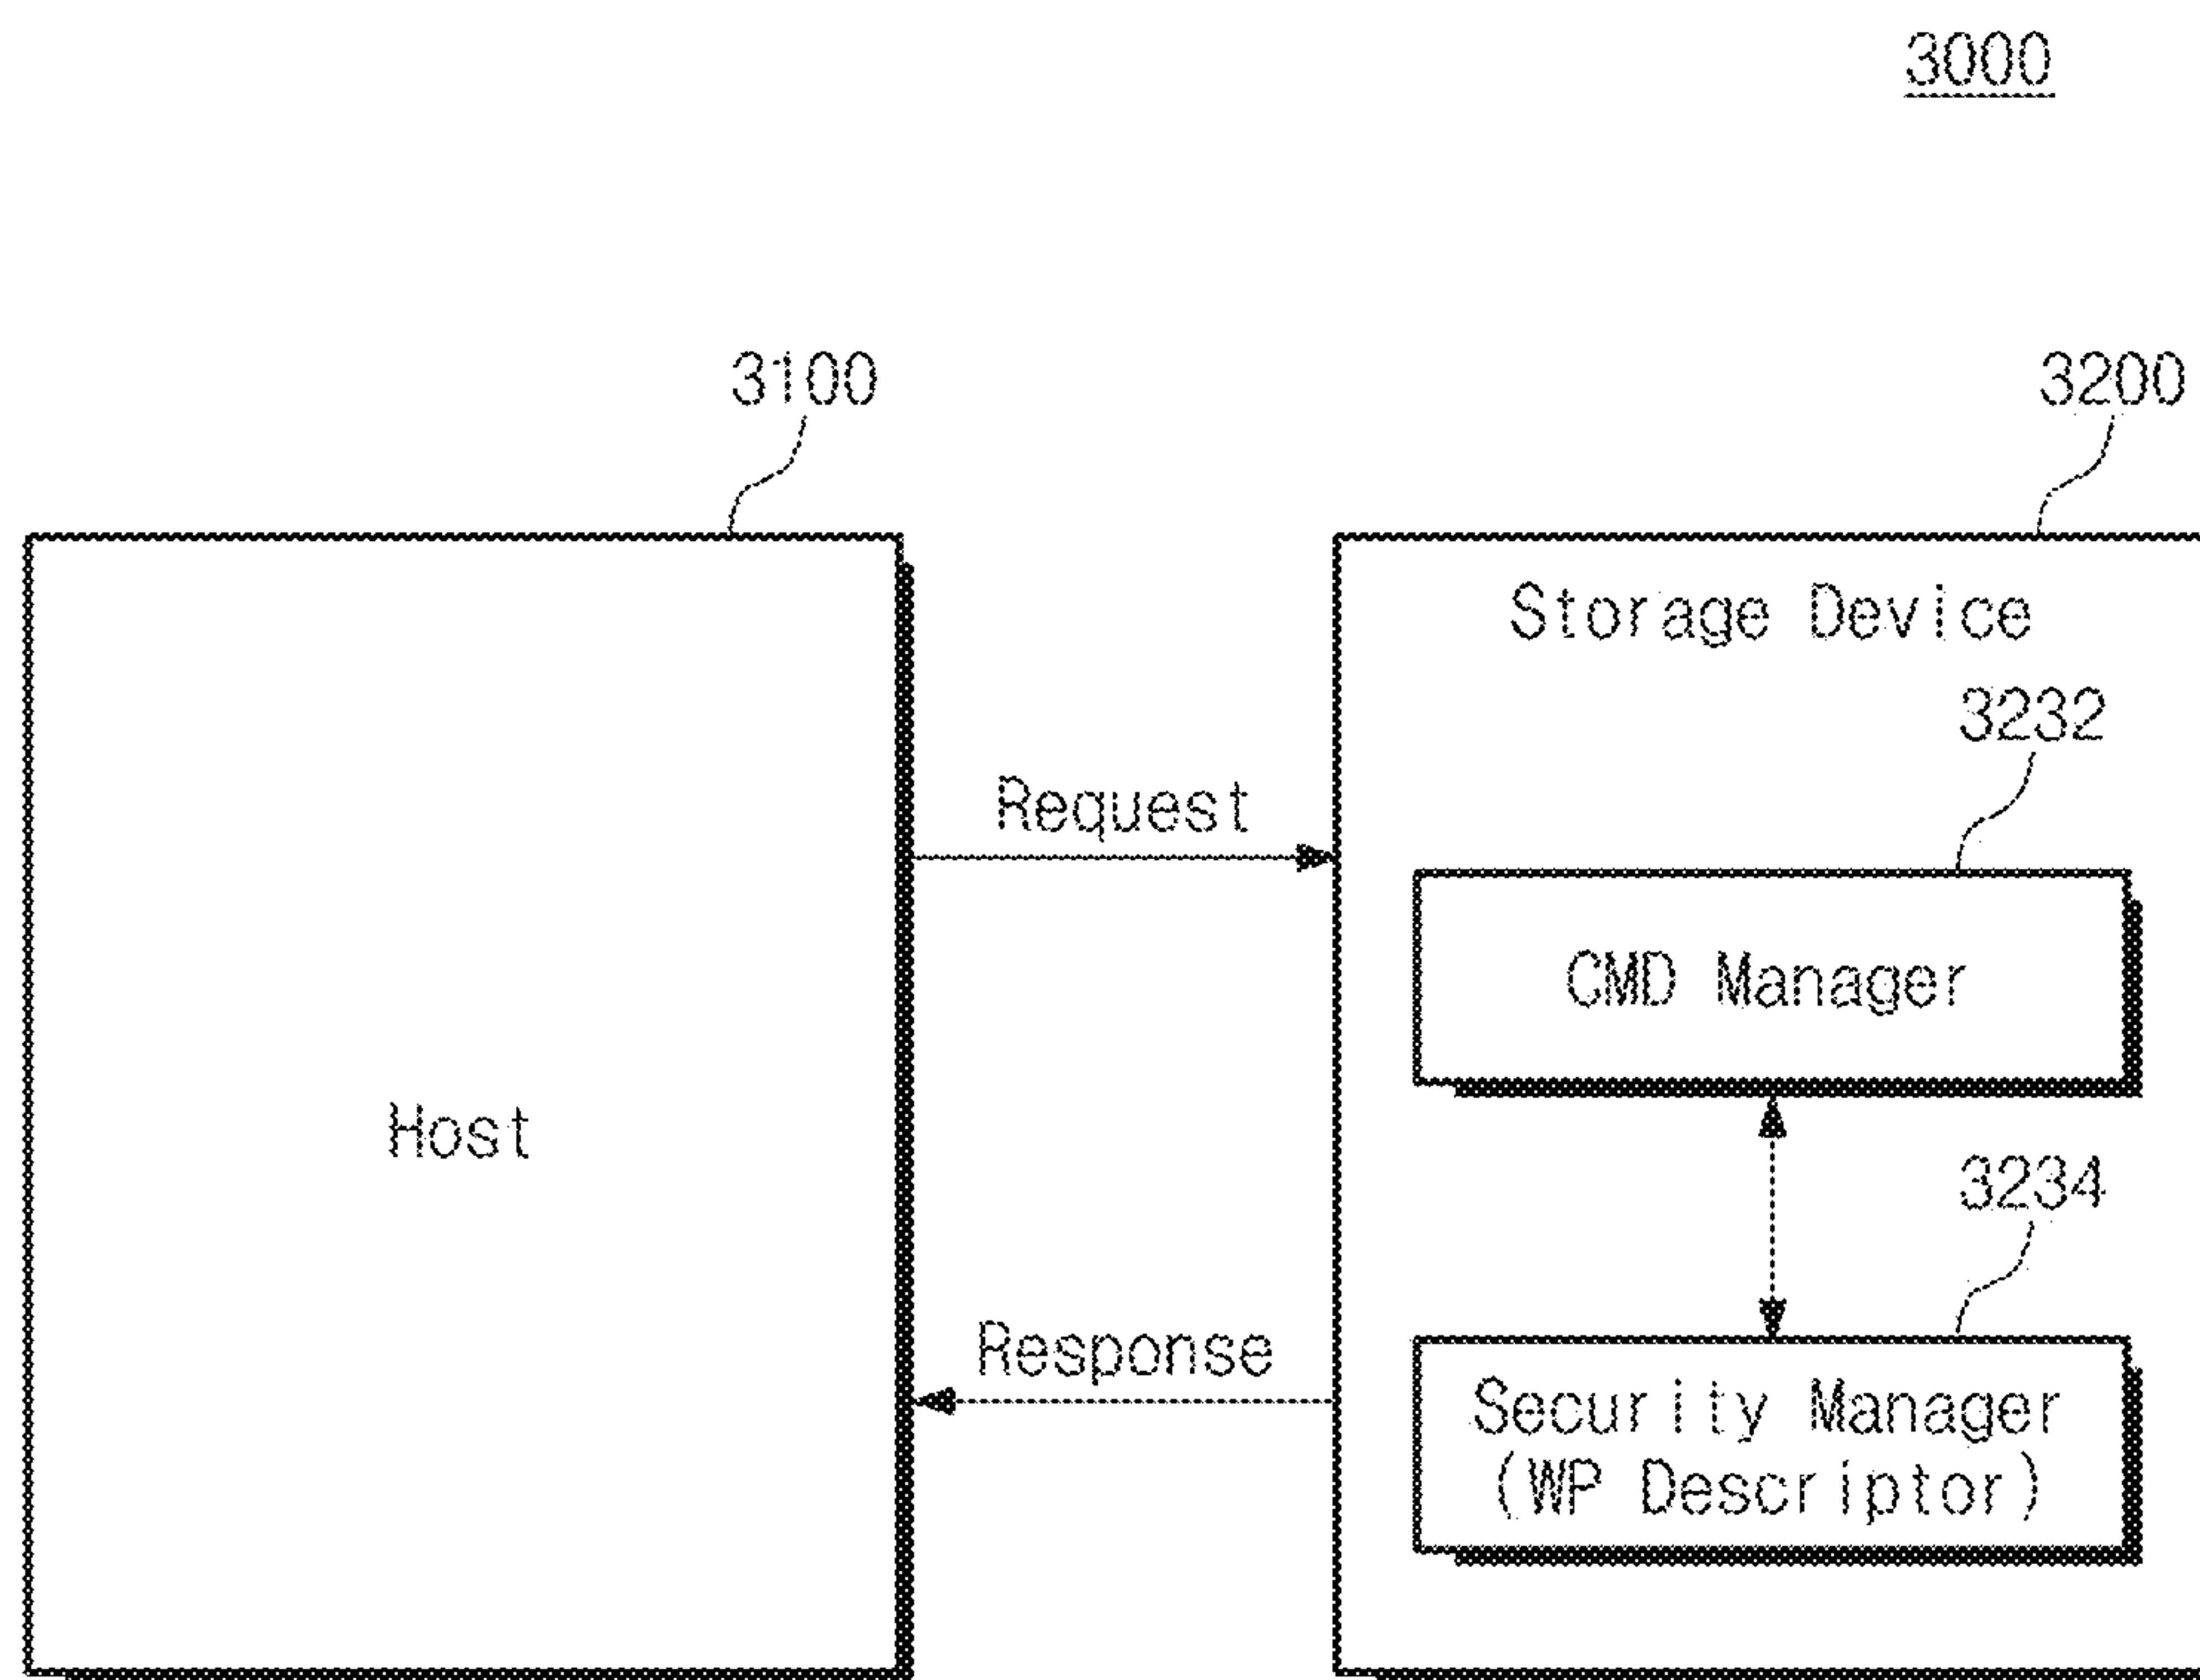 3000
3100
3200
Storage Device
3232
Request
CMD Manager
Host
3234
Response
Security Manager
(WP Descriptor)